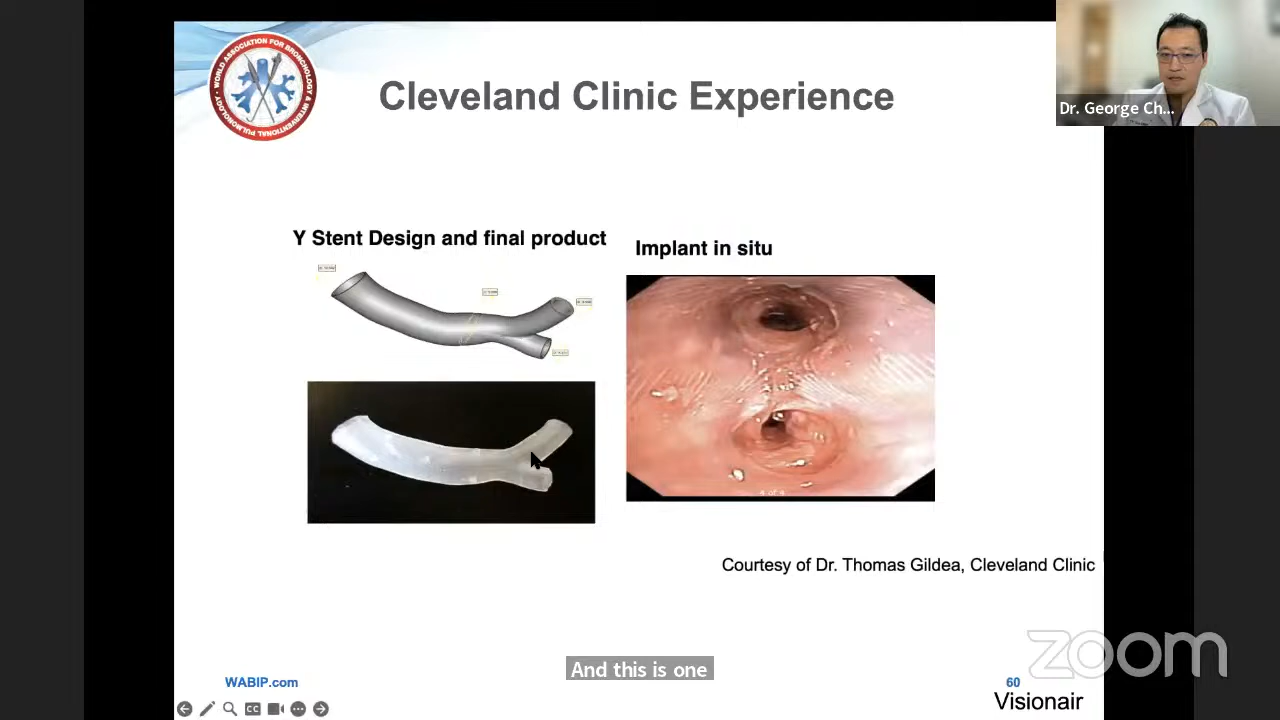 WORLD ASSOCIATION FOR BRONCHOLOGY & INTERVENTIONAL PULMONOLOGY
Cleveland Clinic Experience
Dr. George Ch...
Y Stent Design and final product
Implant in situ
Courtesy of Dr. Thomas Gildea, Cleveland Clinic
zoom
And this is one
WABIP.com
60
Visionair
CC